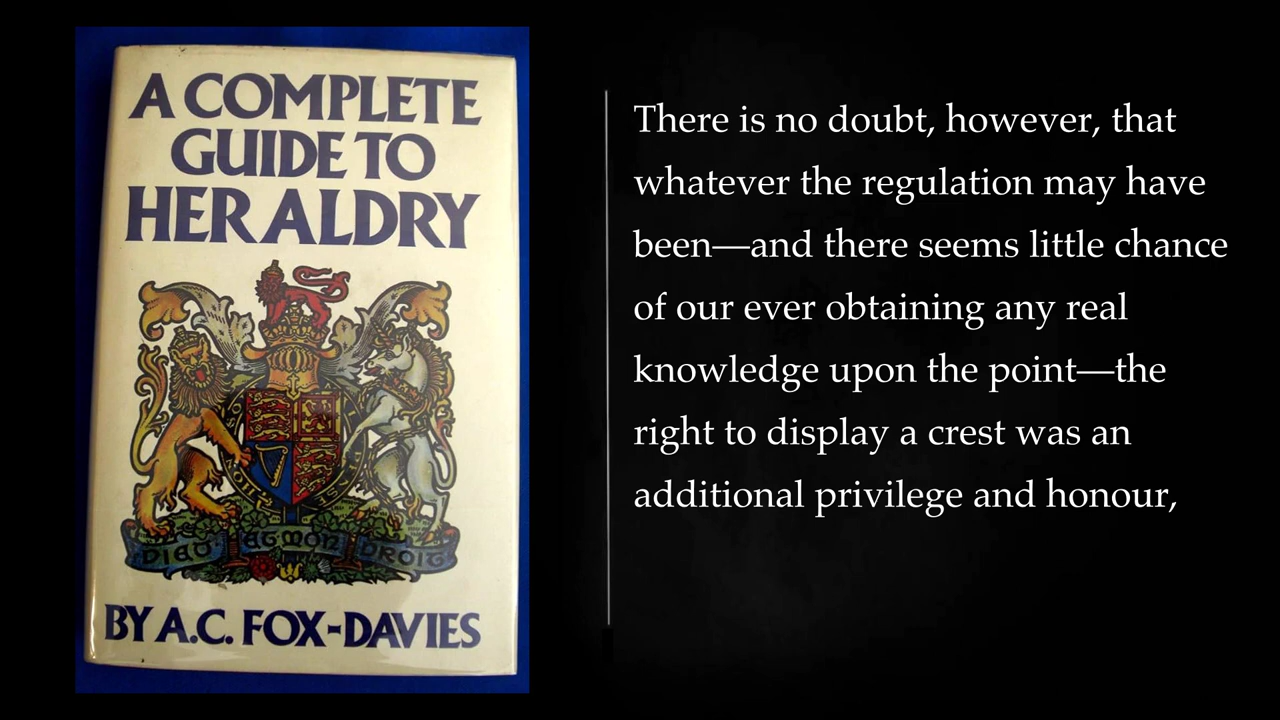 A COMPLETE
GUIDE TO
HERALDRY
DIEU ET MON DROIT
BY A.C. FOX-DAVIES
There is no doubt, however, that
whatever the regulation may have
been—and there seems little chance
of our ever obtaining any real
knowledge upon the point—the
right to display a crest was an
additional privilege and honour,